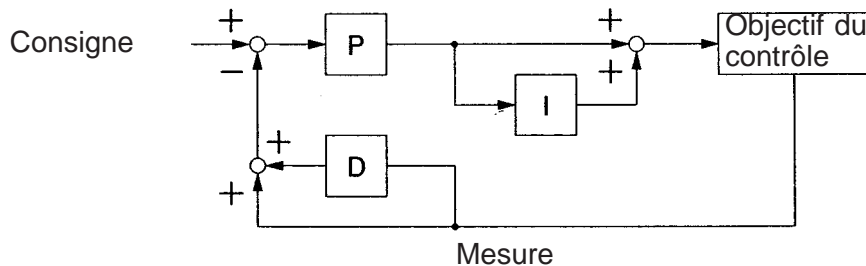 Consigne
+
−
P
+
+
Objectif du
contrôle
I
+
D
+
Mesure